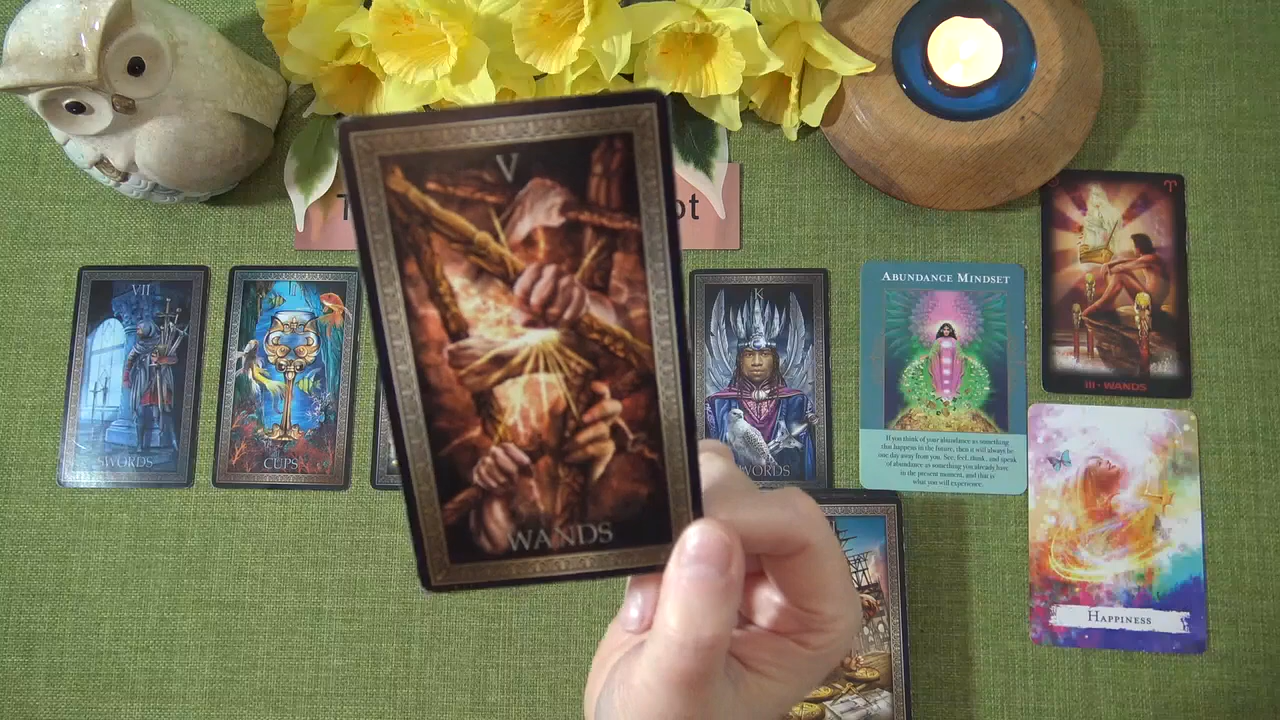 T
ot
VII
SWORDS
CUPS
V
WANDS
K
WORDS
ABUNDANCE MINDSET
If you think of your abundance as something
that happens in the future, then it will always be
one day away from you. See, feel, think, and speak
of abundance as something you already have
in the present moment, and that is
what you will experience.
iii - WANDS
HAPPINESS